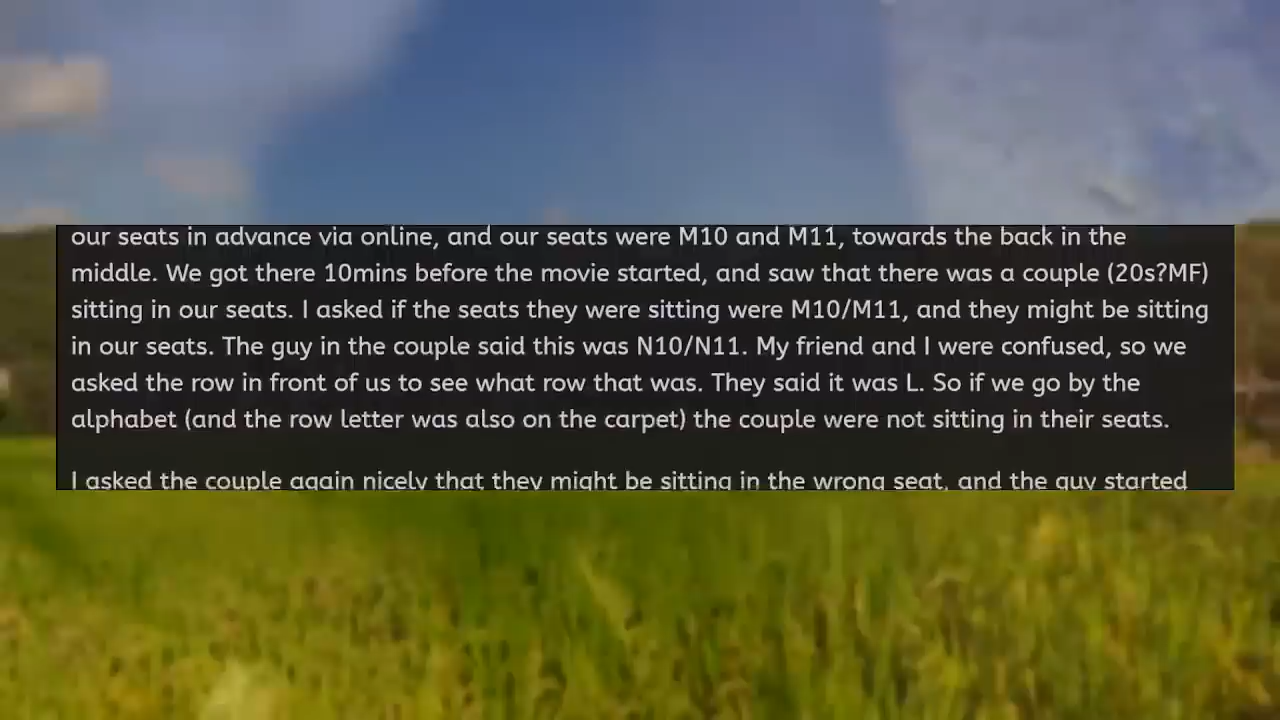 our seats in advance via online, and our seats were M10 and M11, towards the back in the
middle. We got there 10mins before the movie started, and saw that there was a couple (20s?MF)
sitting in our seats. I asked if the seats they were sitting were M10/M11, and they might be sitting
in our seats. The guy in the couple said this was N10/N11. My friend and I were confused, so we
asked the row in front of us to see what row that was. They said it was L. So if we go by the
alphabet (and the row letter was also on the carpet) the couple were not sitting in their seats.
I asked the couple again nicely that they might be sitting in the wrong seat, and the guy started